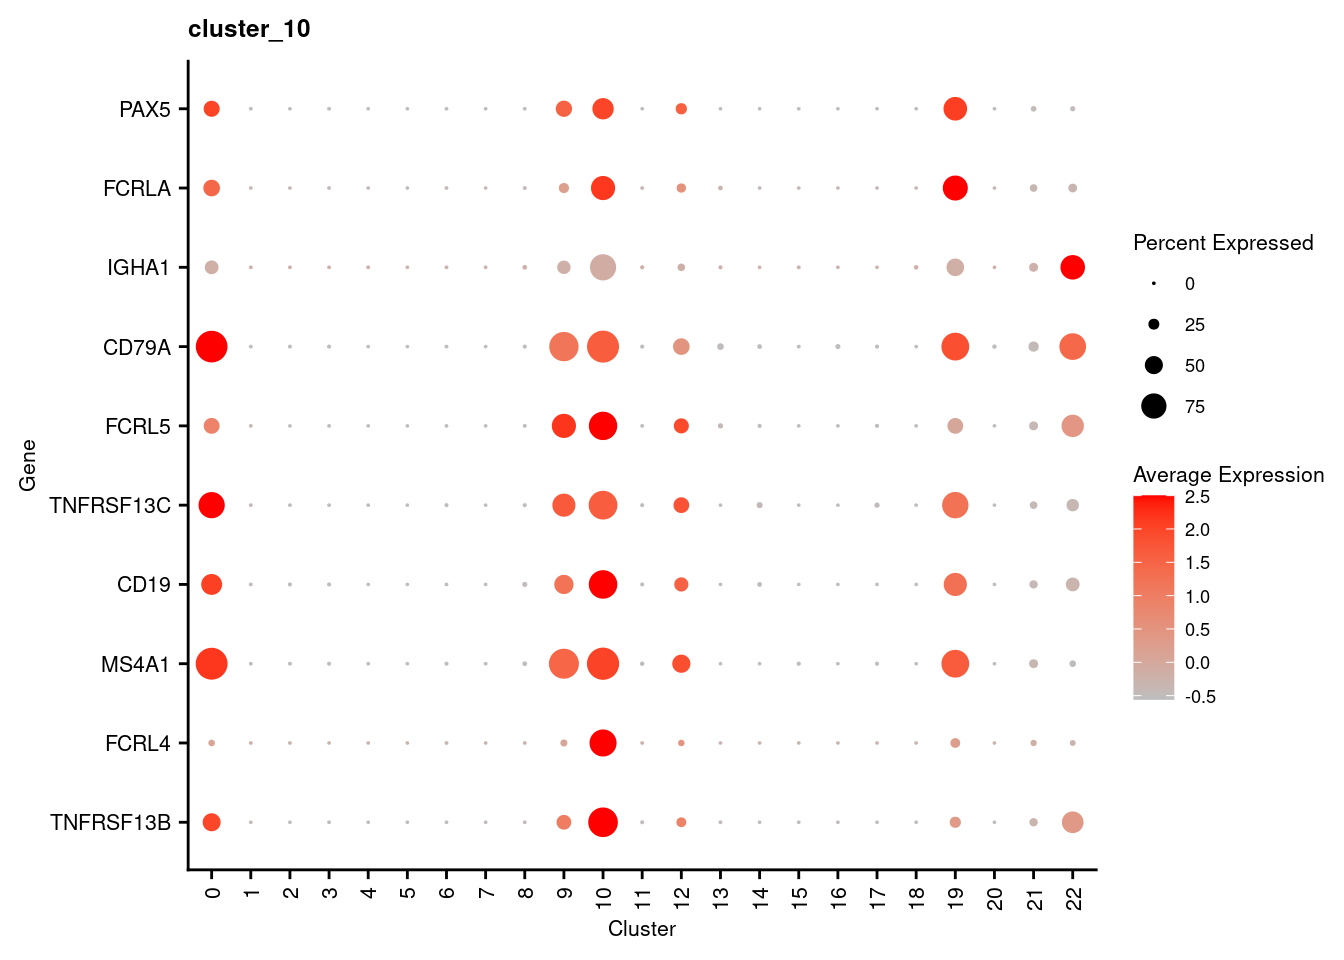 cluster_10
PAX5
FCRLA
IGHA1
CD79A
FCRL5
TNFRSF13C
CD19
MS4A1
FCRL4
TNFRSF13B
Gene
0 1 2 3 4 5 6 7 8 9 10 11 12 13 14 15 16 17 18 19 20 21 22
Cluster
Percent Expressed
0
25
50
75
Average Expression
2.5
2.0
1.5
1.0
0.5
0.0
-0.5